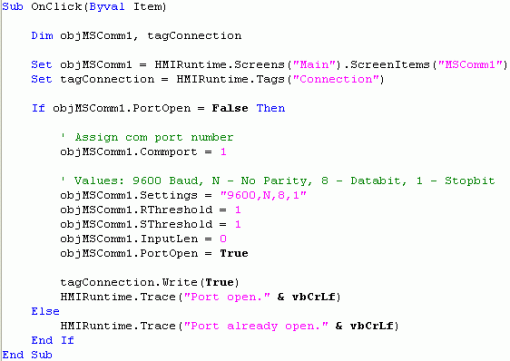 Sub OnClick(Byval Item)
Dim objMSComm1, tagConnection
Set objMSComm1 = HMIRuntime.Screens("Main").ScreenItems("MSComm1")
Set tagConnection = HMIRuntime.Tags("Connection")
If objMSComm1.PortOpen = False Then
' Assign com port number
objMSComm1.Commport = 1
' Values: 9600 Baud, N - No Parity, 8 - Databit, 1 - Stopbit
objMSComm1.Settings = "9600,N,8,1"
objMSComm1.RThreshold = 1
objMSComm1.SThreshold = 1
objMSComm1.InputLen = 0
objMSComm1.PortOpen = True
tagConnection.Write(True)
HMIRuntime.Trace("Port open." & vbCrLf)
Else
HMIRuntime.Trace("Port already open." & vbCrLf)
End If
End Sub